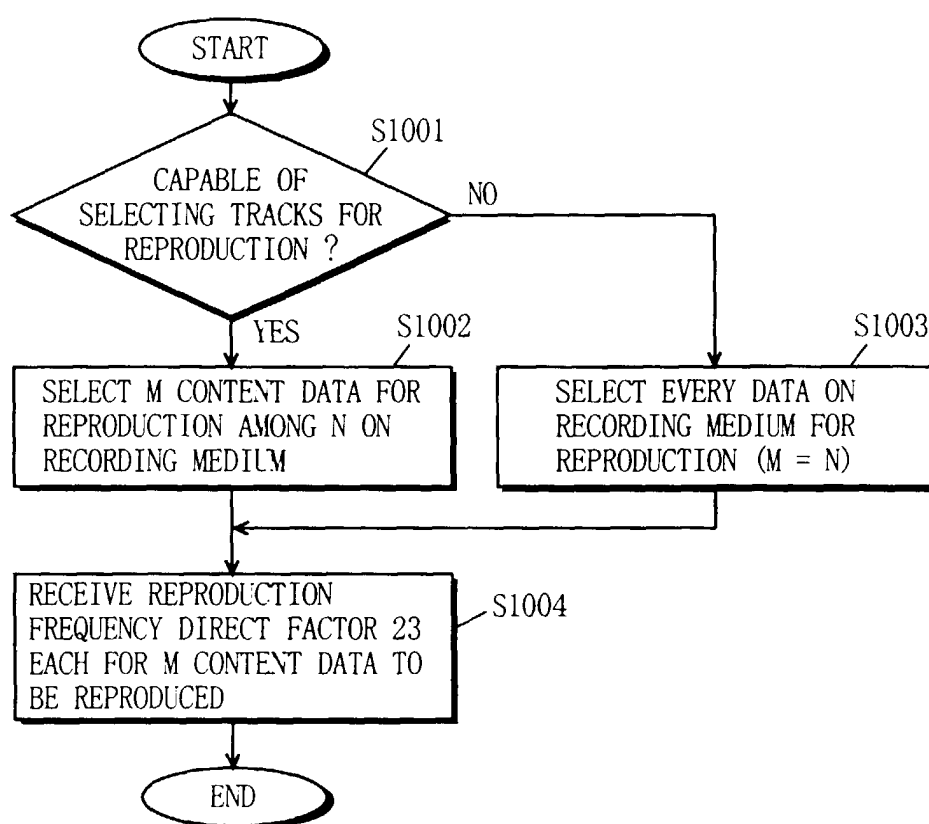 START
S1001
CAPABLE OF
SELECTING TRACKS FOR
REPRODUCTION ?
NO
YES
S1002
SELECT M CONTENT DATA FOR
REPRODUCTION AMONG N ON
RECORDING MEDIUM
S1003
SELECT EVERY DATA ON
RECORDING MEDIUM FOR
REPRODUCTION (M = N)
RECEIVE REPRODUCTION
FREQUENCY DIRECT FACTOR 23
EACH FOR M CONTENT DATA TO
BE REPRODUCED
S1004
END